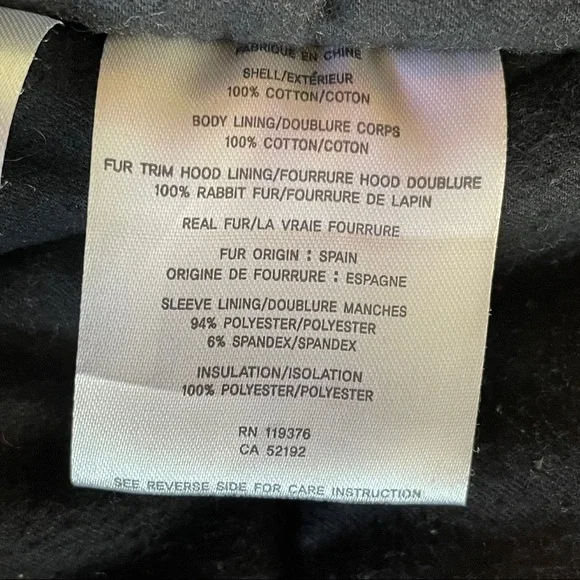 FABRIQUE EN CHINE
SHELL/EXTÉRIEUR
100% COTTON/COTON
BODY LINING/DOUBLURE CORPS
100% COTTON/COTON
FUR TRIM HOOD LINING/FOURRURE HOOD DOUBLURE
100% RABBIT FUR/FOURRURE DE LAPIN
REAL FUR/LA VRAIE FOURRURE
FUR ORIGIN : SPAIN
ORIGINE DE FOURRURE : ESPAGNE
SLEEVE LINING/DOUBLURE MANCHES
94% POLYESTER/POLYESTER
6% SPANDEX/SPANDEX
INSULATION/ISOLATION
100% POLYESTER/POLYESTER
RN 119376
CA 52192
SEE REVERSE SIDE FOR CARE INSTRUCTION